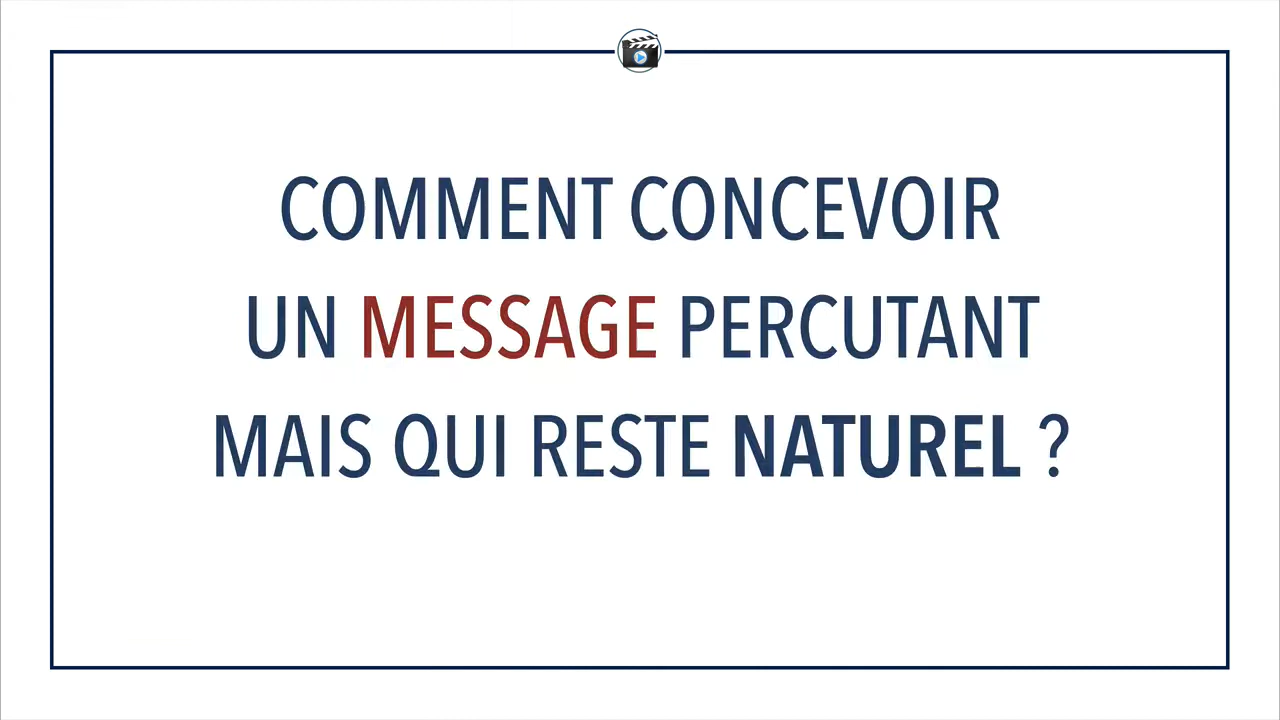 COMMENT CONCEVOIR
UN MESSAGE PERCUTANT
MAIS QUI RESTE NATUREL ?